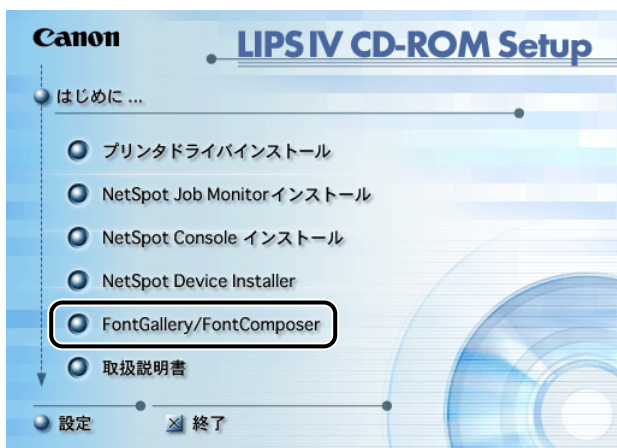 Canon
LIPS IV CD-ROM Setup
はじめに ...
プリンタドライバインストール
NetSpot Job Monitorインストール
NetSpot Console インストール
NetSpot Device Installer
FontGallery/FontComposer
取扱説明書
設定
終了